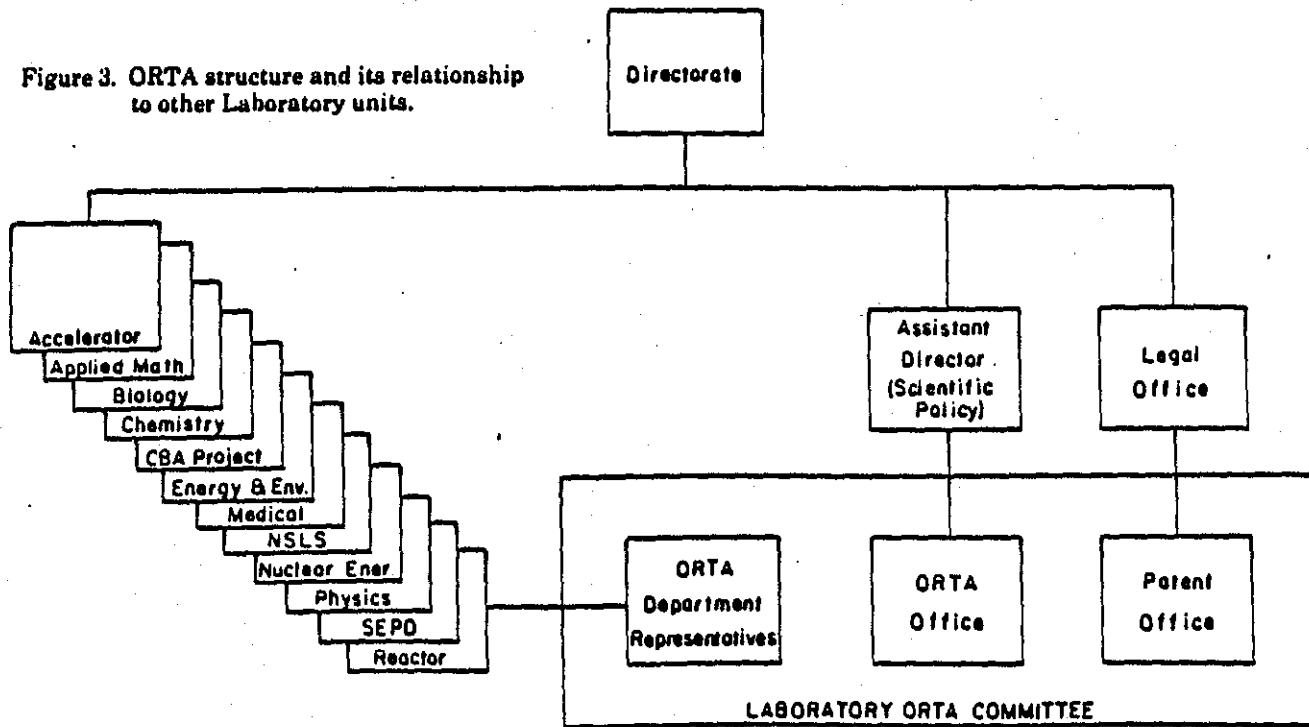 Figure 3. ORTA structure and its relationship
to other Laboratory units.
Directorate
Accelerator
Applied Math
Biology
Chemistry
CBA Project
Energy & Env.
Medical
NSLS
Nuclear Ener.
Physics
SEPD
Reactor
Assistant
Director
(Scientific
Policy)
Legal
Office
ORTA
Department
Representatives
ORTA
Office
Patent
Office
LABORATORY ORTA COMMITTEE